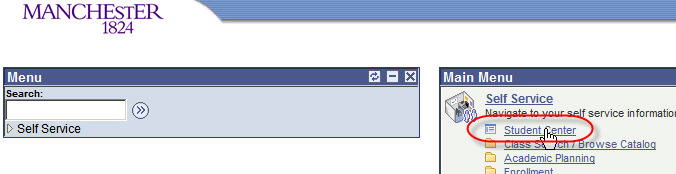 MANCHESTER
1824
Menu
Search:
Self Service
Main Menu
Self Service
Navigate to your self service information
Student Center
Class Search / Browse Catalog
Academic Planning
Enrollment